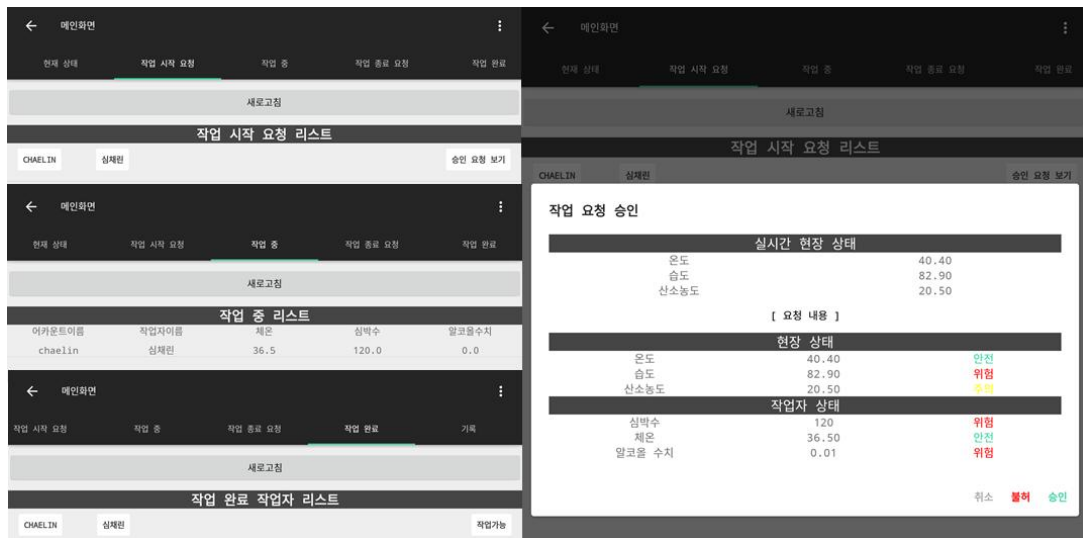 메인화면
현재 상태 작업 시작 요청 작업 중 작업 종료 요청 작업 완료
새로고침
작업 시작 요청 리스트
CHAELIN 심채린 승인 요청 보기
메인화면
현재 상태 작업 시작 요청 작업 중 작업 종료 요청 작업 완료
새로고침
작업 중 리스트
어카운트이름 작업자이름 체온 심박수 알코올수치
chaelin 심채린 36.5 120.0 0.0
메인화면
작업 시작 요청 작업 중 작업 종료 요청 작업 완료 기록
새로고침
작업 완료 작업자 리스트
CHAELIN 심채린 작업가능
메인화면
현재 상태 작업 시작 요청 작업 중 작업 종료 요청 작업 완료
새로고침
작업 시작 요청 리스트
CHAELIN 심채린 승인 요청 보기
작업 요청 승인
실시간 현장 상태
온도 40.40
습도 82.90
산소농도 20.50
[ 요청 내용 ]
현장 상태
온도 40.40 안전
습도 82.90 위험
산소농도 20.50 주의
작업자 상태
심박수 120 위험
체온 36.50 안전
알코올 수치 0.01 위험
취소 불허 승인